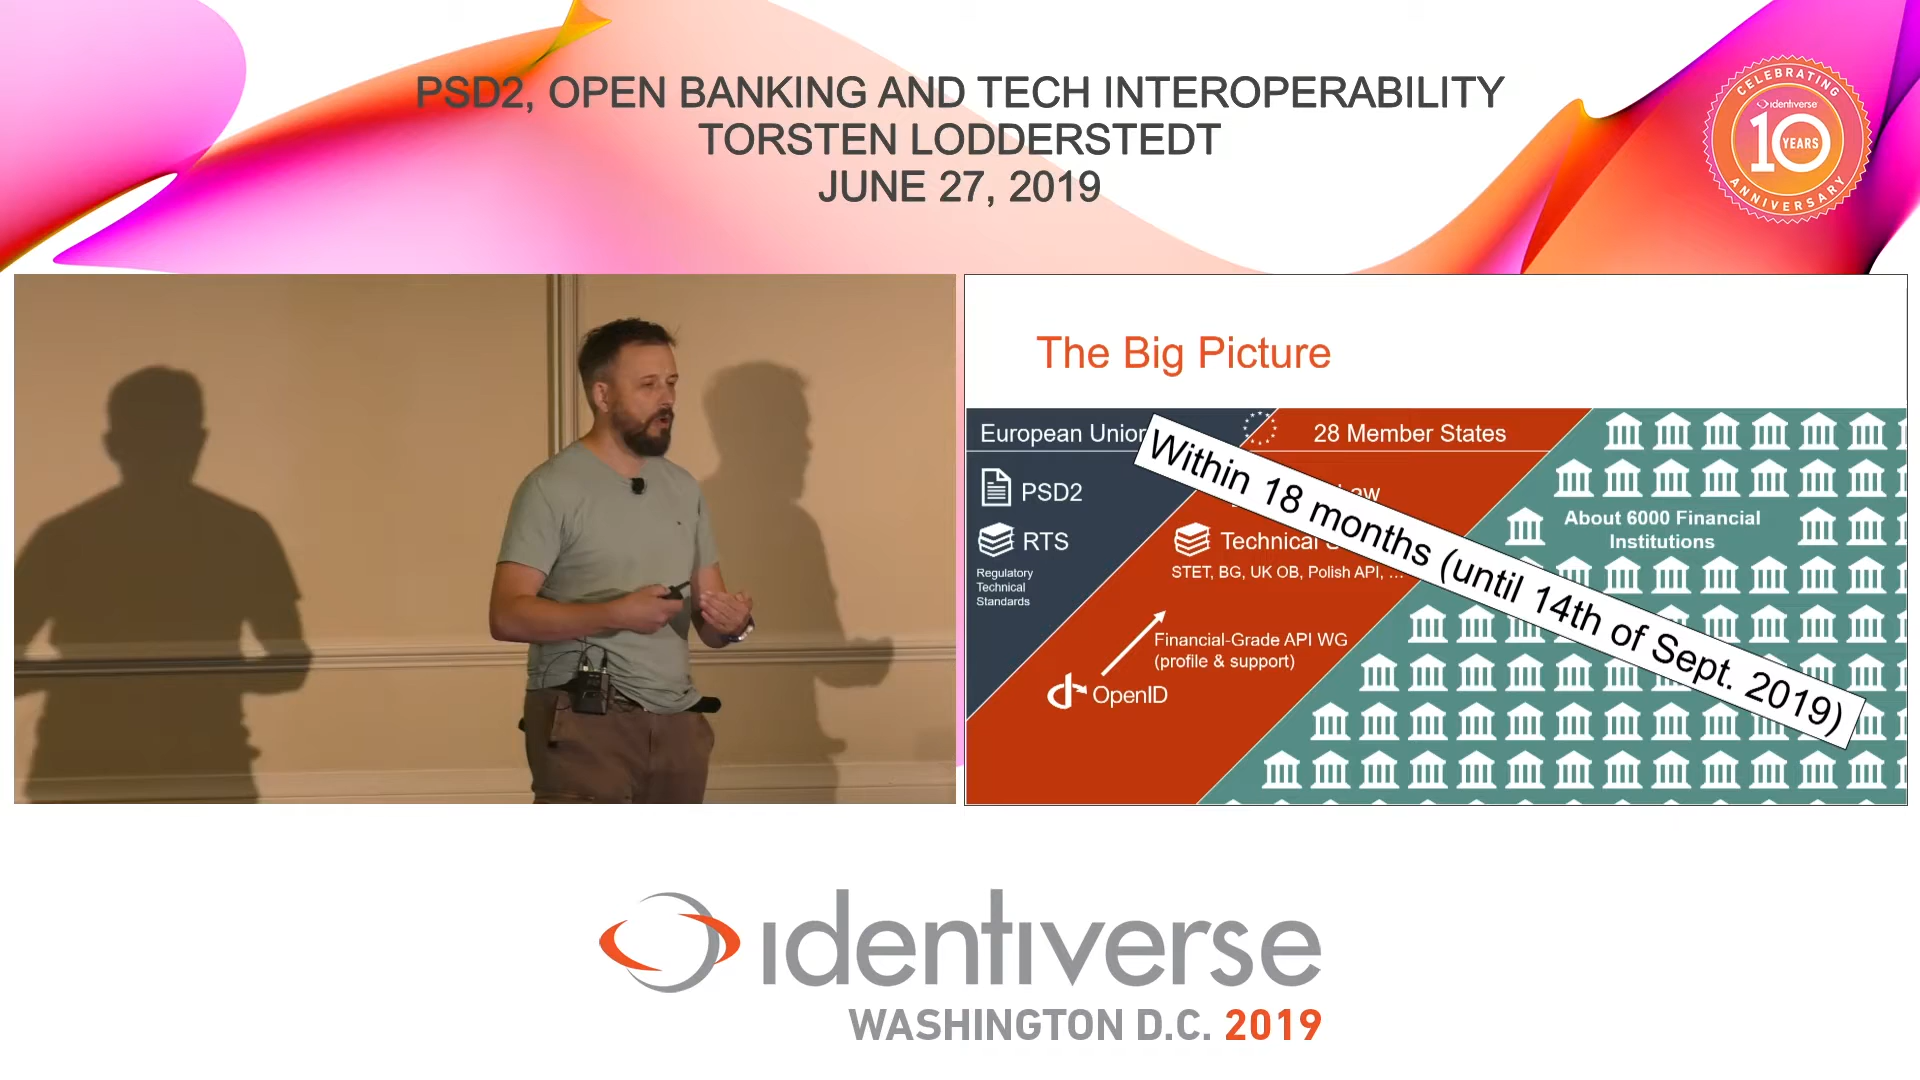 PSD2, OPEN BANKING AND TECH INTEROPERABILITY
TORSTEN LODDERSTEDT
JUNE 27, 2019
CELEBRATING
identiverse
10
YEARS
ANNIVERSARY
The Big Picture
European Union
28 Member States
PSD2
RTS
Regulatory
Technical
Standards
Technical
STET, BG, UK OB, Polish API, ...
Financial-Grade API WG
(profile & support)
OpenID
About 6000 Financial
Institutions
Within 18 months (until 14th of Sept. 2019)
identiverse
WASHINGTON D.C. 2019